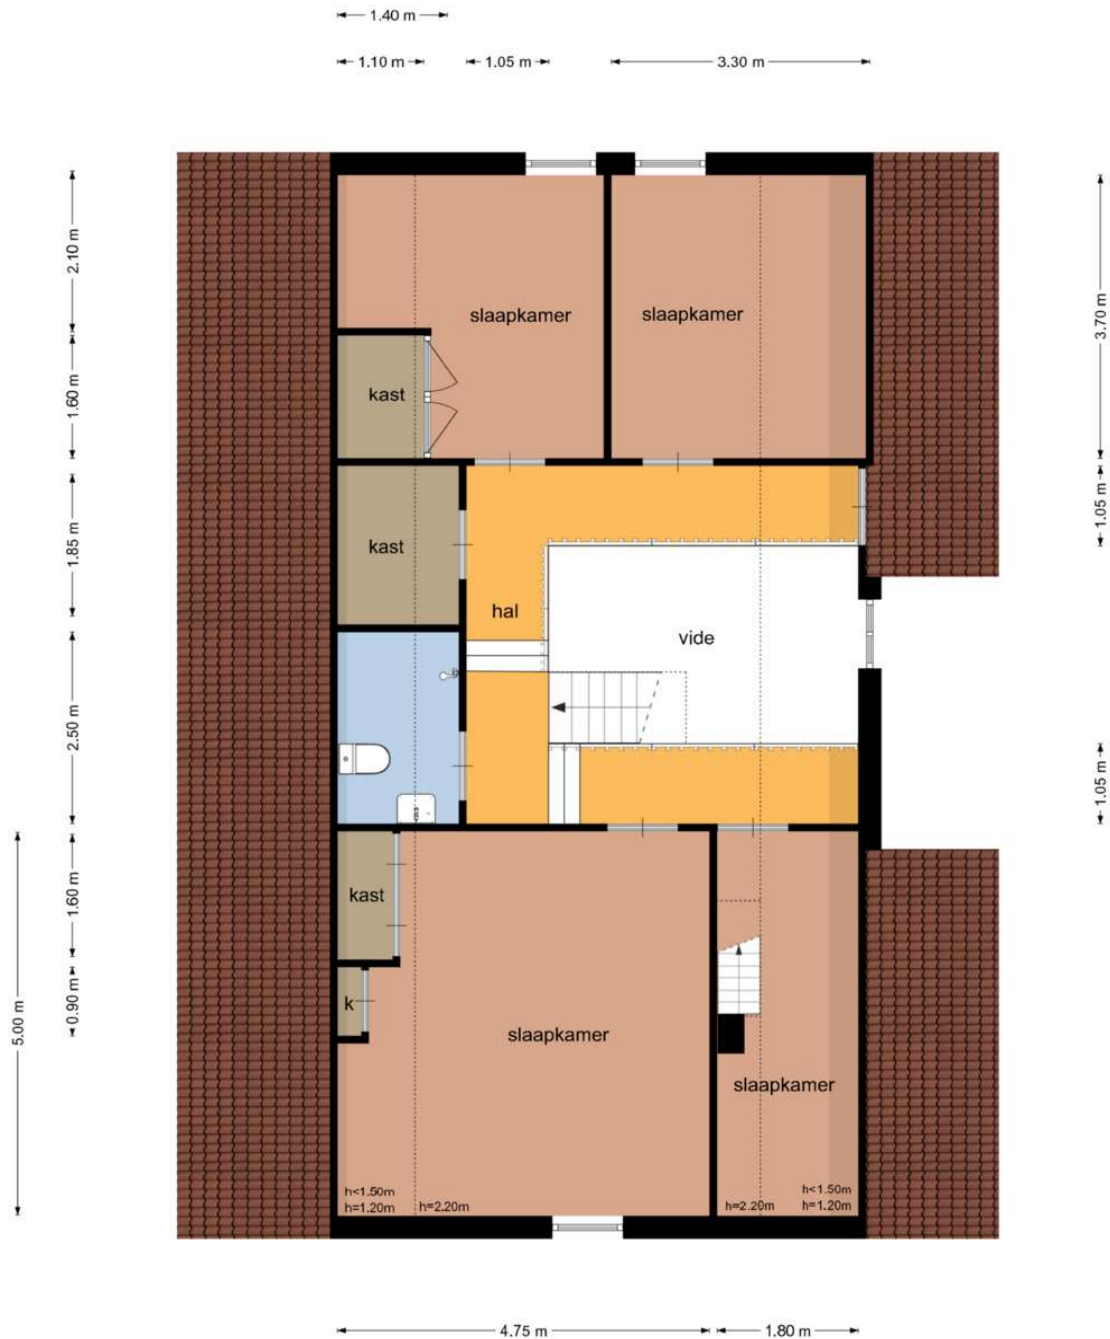 1.40 m
1.10 m
1.05 m
3.30 m
2.10 m
3.70 m
slaapkamer
slaapkamer
kast
1.60 m
1.05 m
1.85 m
kast
hal
vide
2.50 m
1.05 m
1.60 m
kast
0.90 m
k
5.00 m
slaapkamer
slaapkamer
h<1.50m
h=1.20m
h=2.20m
h=2.20m
h<1.50m
h=1.20m
4.75 m
1.80 m